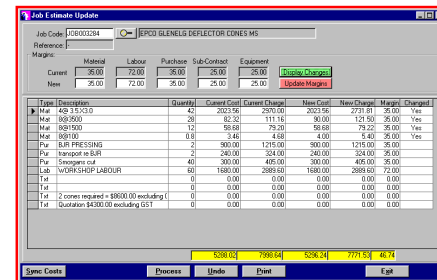 Job Estimate Update
Job Code: JOB003284 EPCO GLENELG DEFLECTOR CONES MS
Reference:
Margins:
Material Labour Purchase Sub-Contract Equipment
Current 35.00 72.00 35.00 25.00 25.00 Display Changes
New 35.00 72.00 35.00 25.00 25.00 Update Margins
Type Description Quantity Current Cost Current Charge New Cost New Charge Margin Changed
Mat 4@ 3.5X3.0 42 2023.56 2970.00 2023.56 2731.81 35.00 Yes
Mat 8@3500 28 82.32 111.16 90.00 121.50 35.00 Yes
Mat 8@1500 12 58.68 79.20 58.68 79.22 35.00 Yes
Mat 8@100 0.8 3.46 4.68 4.00 5.40 35.00 Yes
Pur BJR PRESSING 2 900.00 1215.00 900.00 1215.00 35.00
Pur transport re BJR 2 240.00 324.00 240.00 324.00 35.00
Pur Smorgans cut 40 300.00 405.00 300.00 405.00 35.00
Lab WORKSHOP LABOUR 60 1680.00 2889.60 1680.00 2889.60 72.00
Txt 0 0.00 0.00 0.00 0.00 0.00
Txt 0 0.00 0.00 0.00 0.00 0.00
Txt 2 cones required = $8600.00 excluding 0 0.00 0.00 0.00 0.00 0.00
Txt Quotation $4300.00 excluding GST 0 0.00 0.00 0.00 0.00 0.00
5288.02 7998.64 5296.24 7771.53 46.74
Sync Costs Process Undo Print Exit